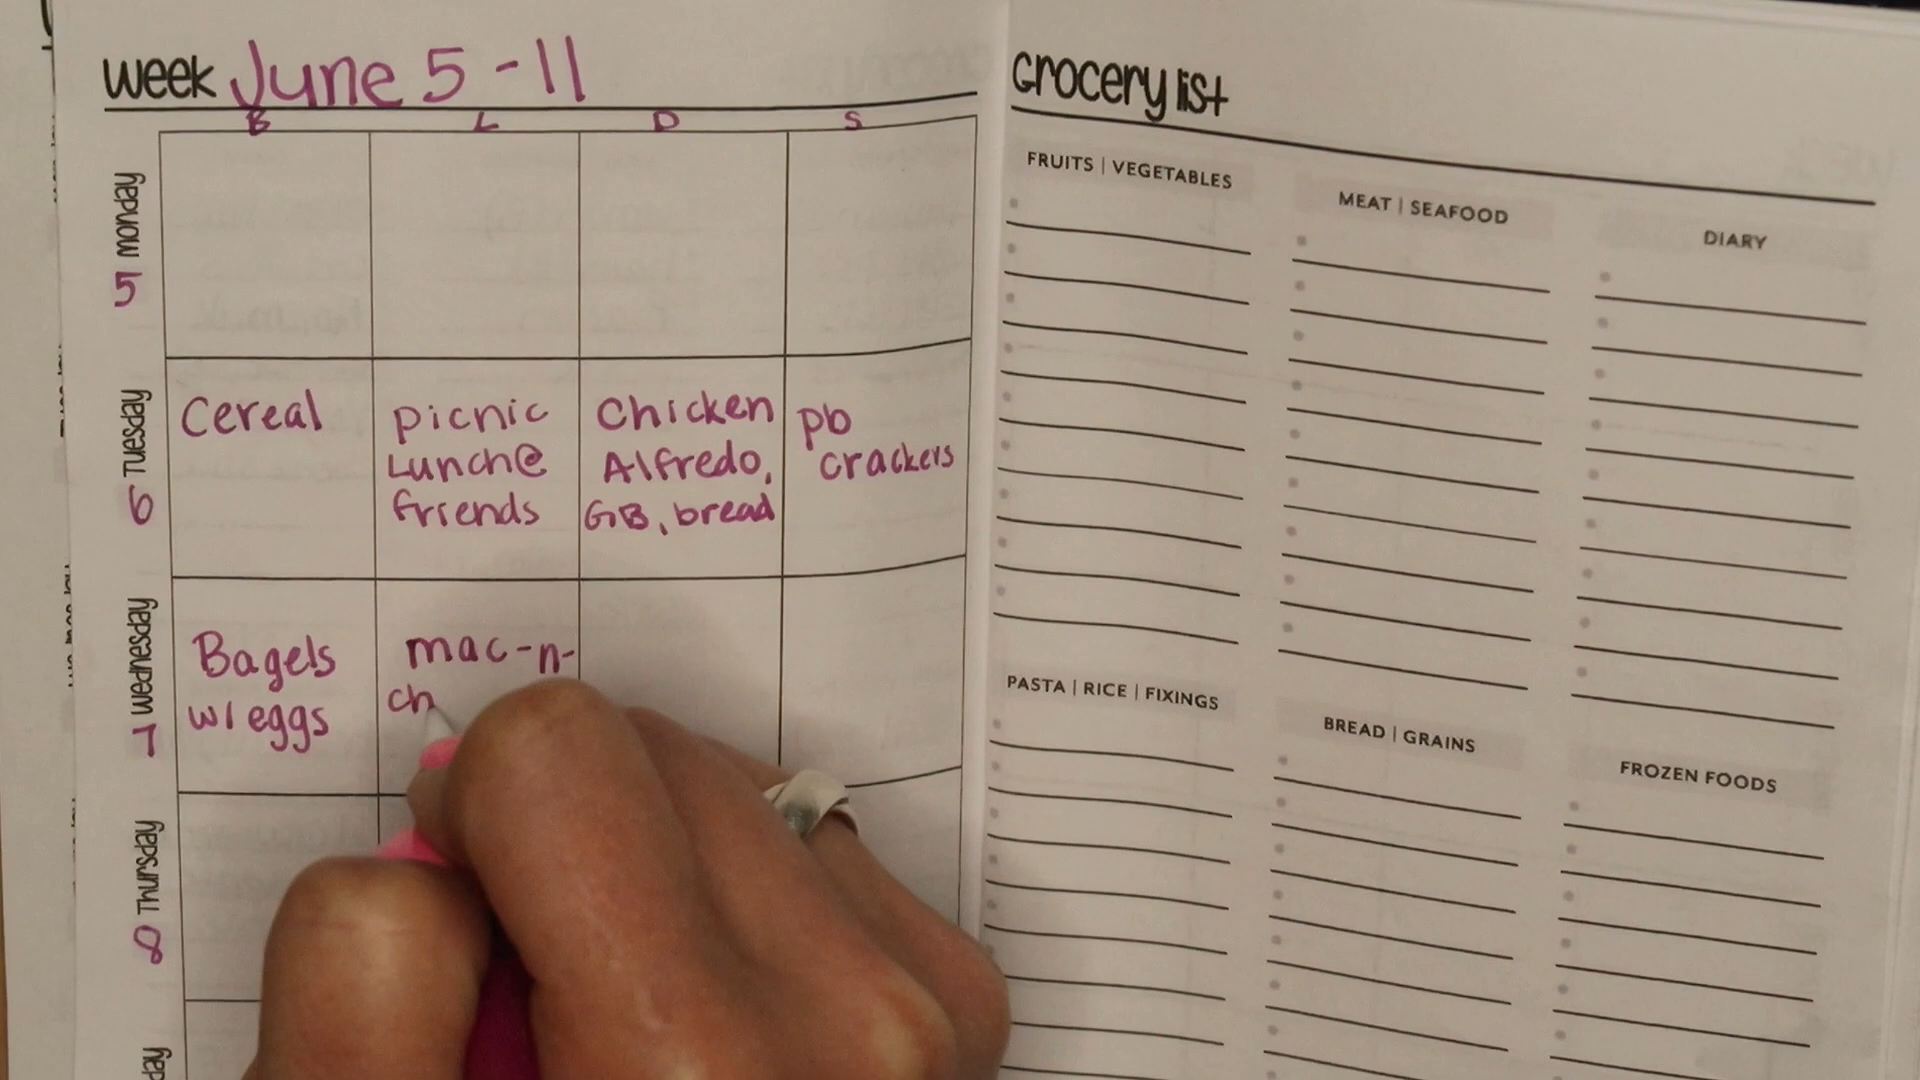 week June 5 - 11
B L D S
monday 5
Tuesday 6
Cereal
picnic
Lunch@
friends
Chicken
Alfredo,
GB, bread
pb
crackers
wednesday 7
Bagels
w/ eggs
mac-n-
ch
Thursday 8
day
Grocery list
FRUITS | VEGETABLES
MEAT | SEAFOOD
DIARY
PASTA | RICE | FIXINGS
BREAD | GRAINS
FROZEN FOODS